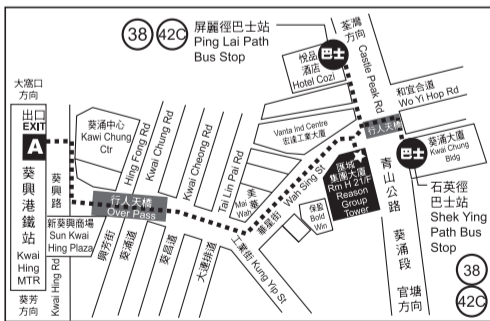 38 42C
屏麗徑巴士站
Ping Lai Path
Bus Stop
荃灣
方向
巴士
悅品
酒店
Hotel Cozi
Castle Peak Rd
和宜合道
Wo Yi Hop Rd
大窩口
方向
出口
EXIT
A
葵興港鐵站
Kwai
Hing
MTR
葵芳
方向
葵興路
Kwai Hing Rd
葵涌中心
Kawi Chung
Ctr
新葵興商場
Sun Kwai
Hing Plaza
行人天橋
Over Pass
Hing Fong Rd
Kwai Chung Rd
Kwai Cheong Rd
Tai Lin Pai Rd
興芳街
葵涌道
葵昌道
大連排道
美華
Mai
Wah
Vanta Ind Centre
宏達工業大廈
華星街 Wan Sing St
工業街 Kung Yip St
保盈
Bold
Win
集團大廈
Rm H 21/F
Reason
Group
Tower
行人天橋
巴士
葵涌大廈
Kwai Chung
Bldg
青山公路
葵涌段
官塘
方向
石英徑
巴士站
Shek Ying
Path Bus
Stop
38
42C